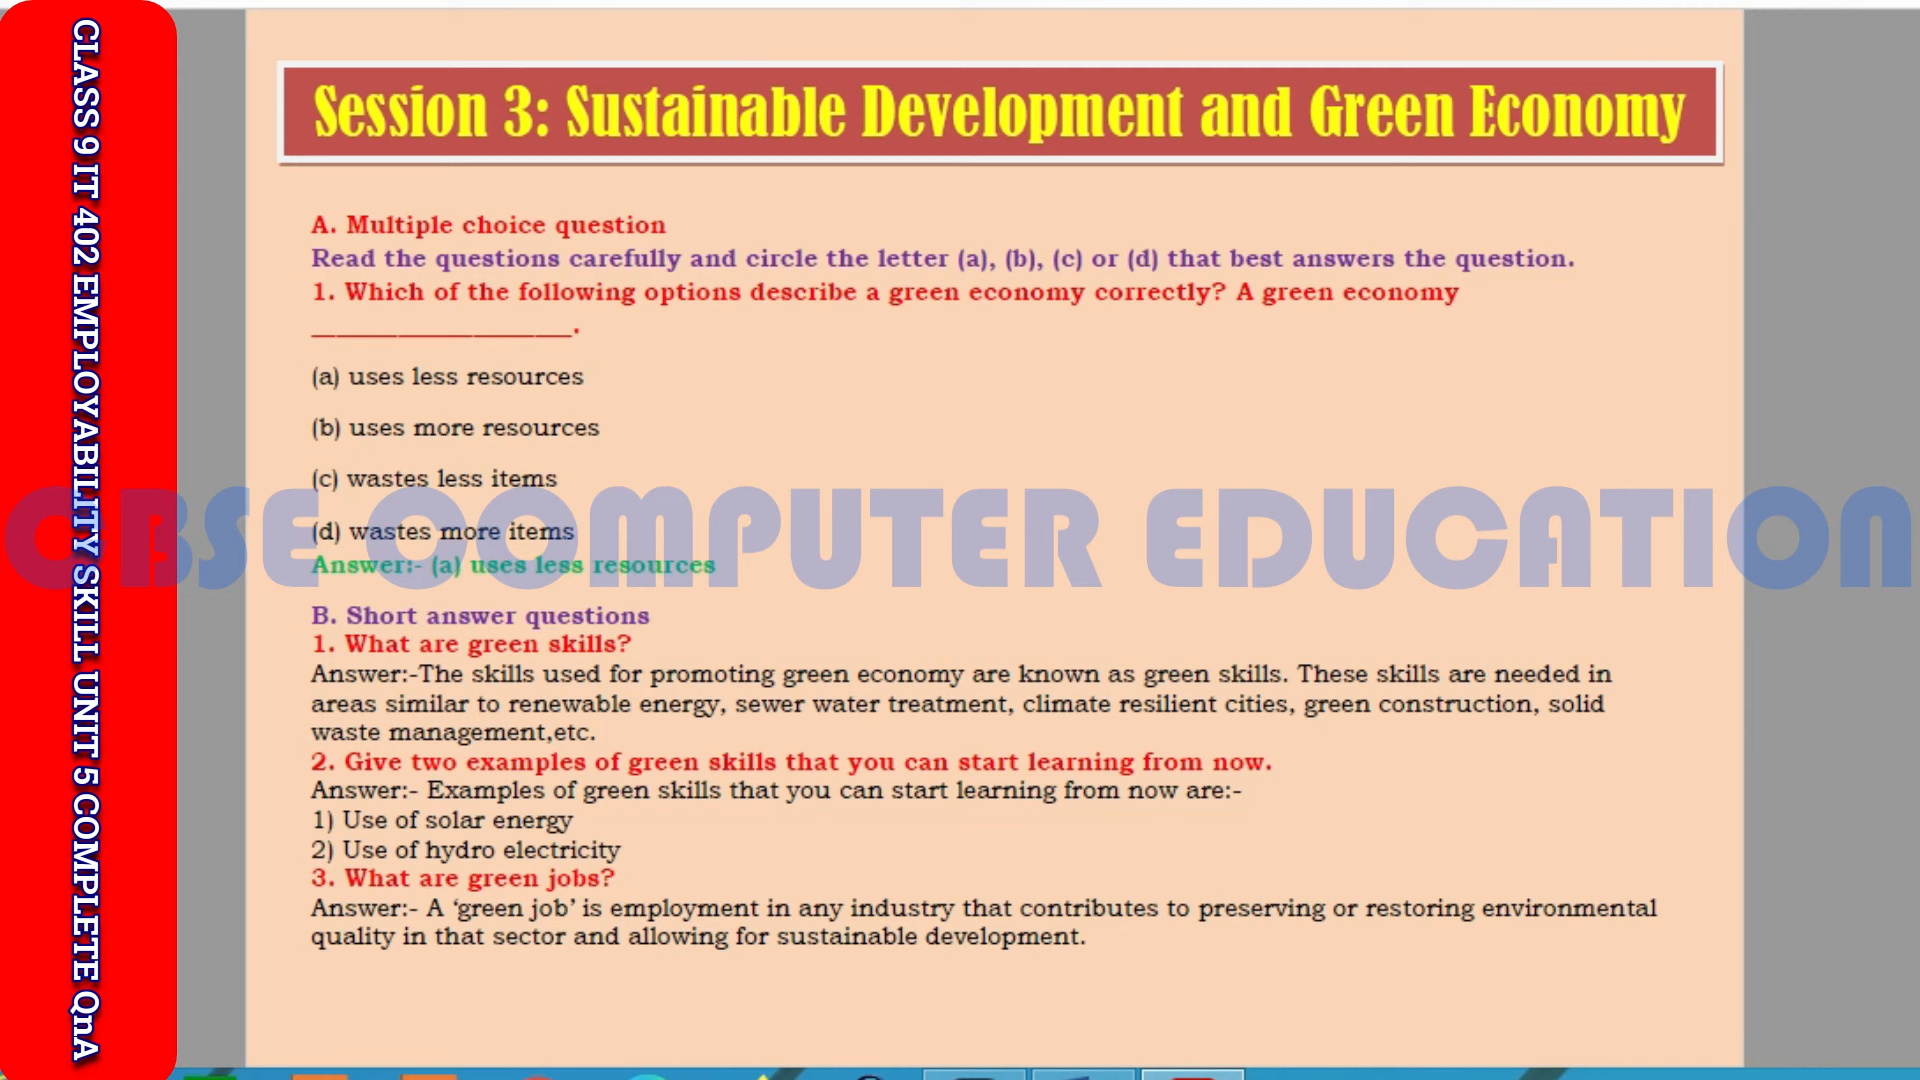 CLASS 9 IT 402 EMPLOYABILITY SKILL UNIT 5 COMPLETE QnA
Session 3: Sustainable Development and Green Economy
A. Multiple choice question
Read the questions carefully and circle the letter (a), (b), (c) or (d) that best answers the question.
1. Which of the following options describe a green economy correctly? A green economy
____________________.
(a) uses less resources
(b) uses more resources
(c) wastes less items
(d) wastes more items
CBSE COMPUTER EDUCATION
Answer:- (a) uses less resources
B. Short answer questions
1. What are green skills?
Answer:-The skills used for promoting green economy are known as green skills. These skills are needed in
areas similar to renewable energy, sewer water treatment, climate resilient cities, green construction, solid
waste management,etc.
2. Give two examples of green skills that you can start learning from now.
Answer:- Examples of green skills that you can start learning from now are:-
1) Use of solar energy
2) Use of hydro electricity
3. What are green jobs?
Answer:- A ‘green job’ is employment in any industry that contributes to preserving or restoring environmental
quality in that sector and allowing for sustainable development.